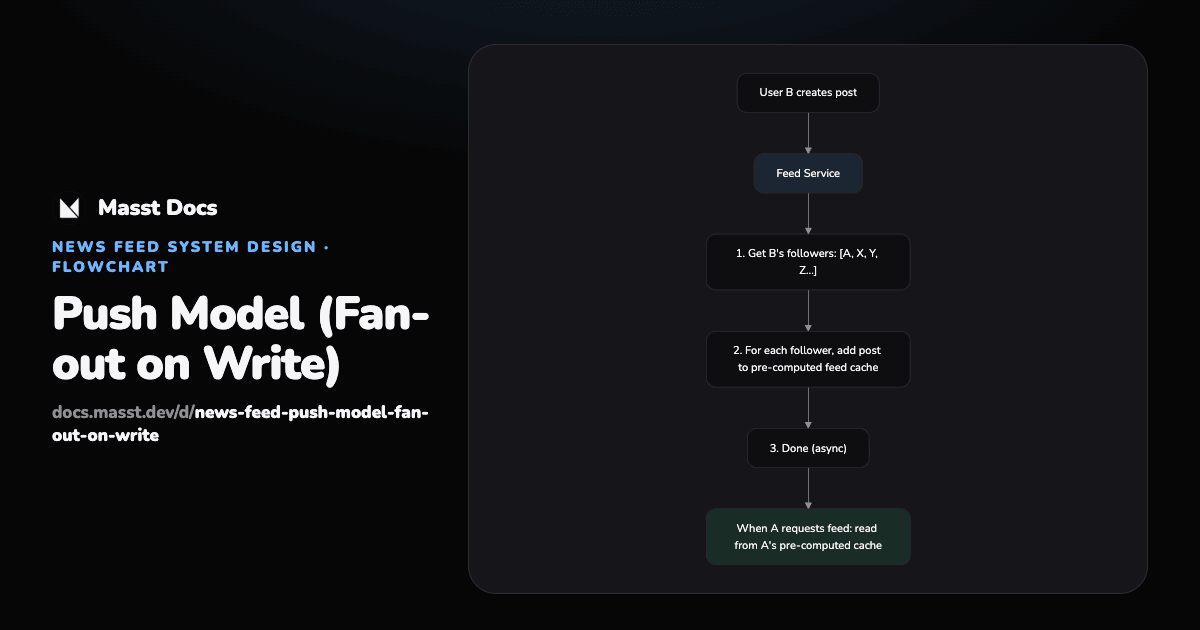 Masst Docs
NEWS FEED SYSTEM DESIGN ·
FLOWCHART
Push Model (Fan-
out on Write)
docs.masst.dev/d/news-feed-push-model-fan-
out-on-write
User B creates post
Feed Service
1. Get B's followers: [A, X, Y,
Z...]
2. For each follower, add post
to pre-computed feed cache
3. Done (async)
When A requests feed: read
from A's pre-computed cache